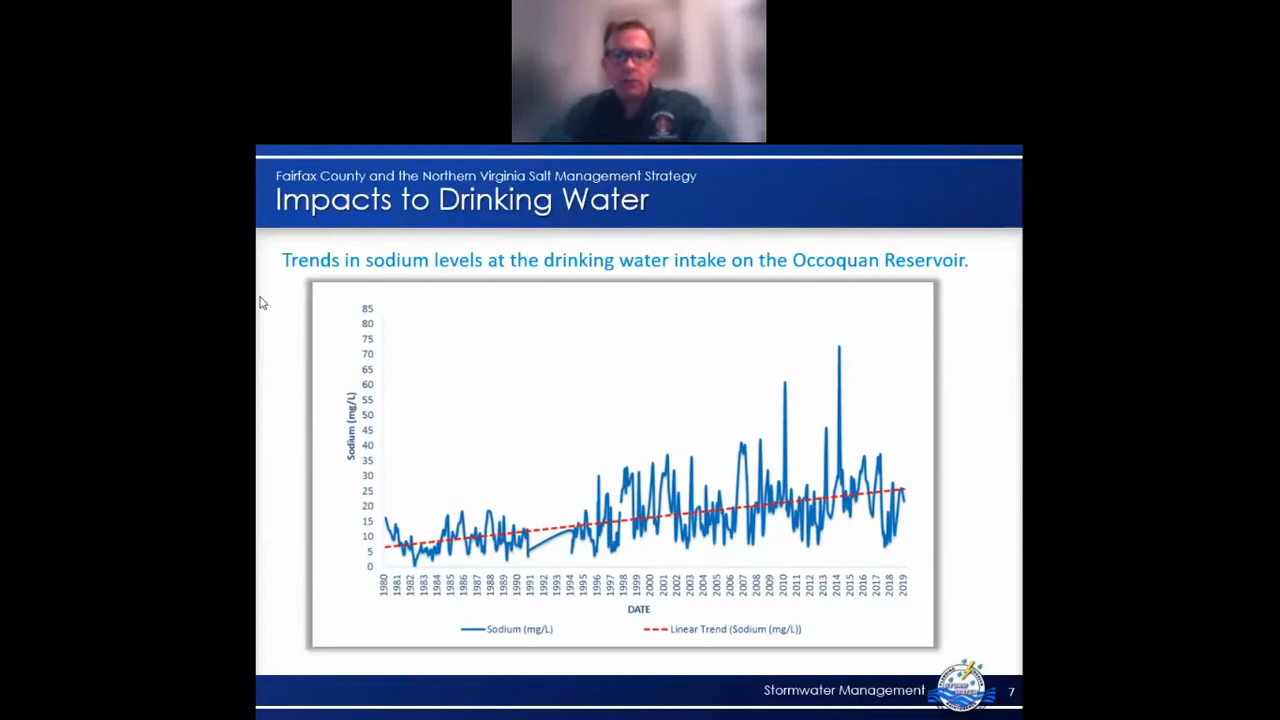 Fairfax County and the Northern Virginia Salt Management Strategy
Impacts to Drinking Water
Trends in sodium levels at the drinking water intake on the Occoquan Reservoir.
85
80
75
70
65
60
55
50
45
40
35
30
25
20
15
10
5
0
Sodium (mg/L)
1980 1981 1982 1983 1984 1985 1986 1987 1988 1989 1990 1991 1992 1993 1994 1995 1996 1997 1998 1999 2000 2001 2002 2003 2004 2005 2006 2007 2008 2009 2010 2011 2012 2013 2014 2015 2016 2017 2018 2019
DATE
Sodium (mg/L) Linear Trend (Sodium (mg/L))
Stormwater Management
STORM
WATER
7